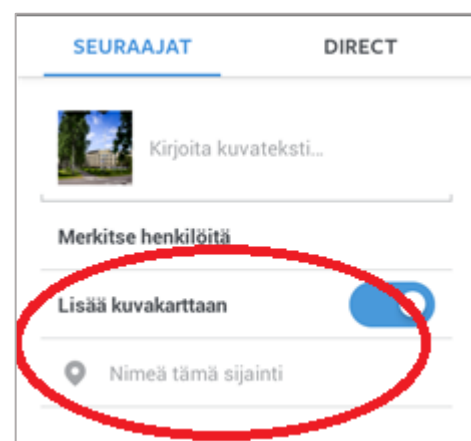 SEURAAJAT DIRECT
Kirjoita kuvateksti...
Merkitse henkilöitä
Lisää kuvakarttaan
Nimeä tämä sijainti